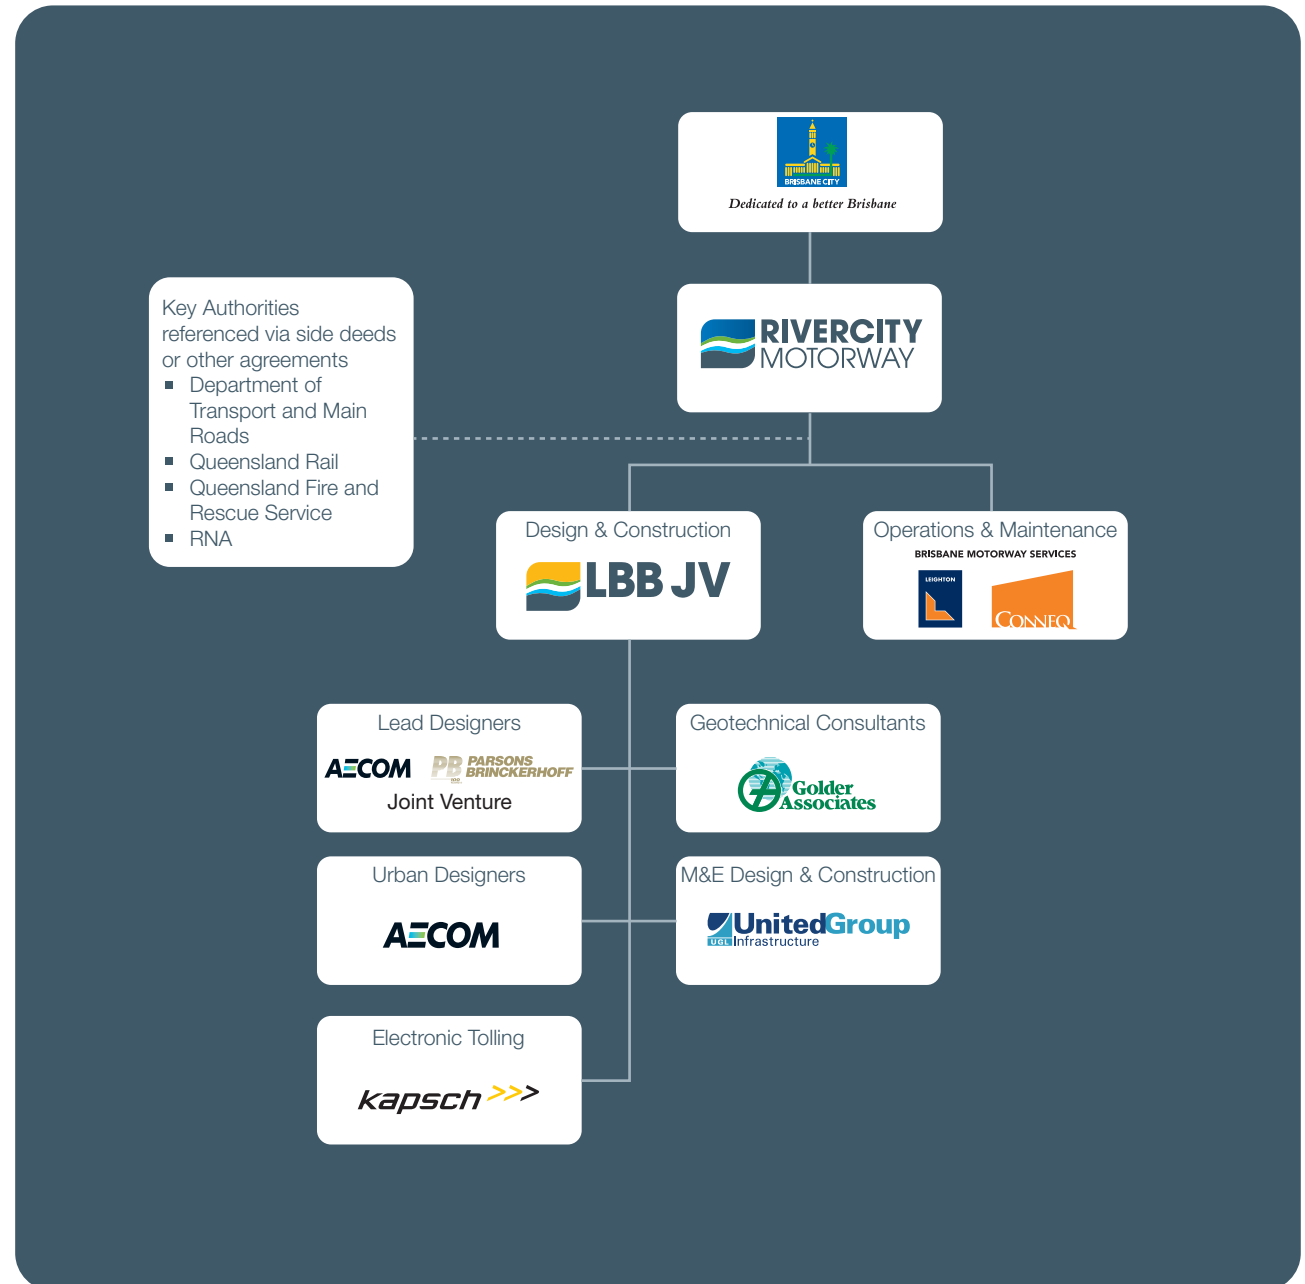 BRISBANE CITY
Dedicated to a better Brisbane
RIVERCITY
MOTORWAY
Key Authorities
referenced via side deeds
or other agreements
▪ Department of
Transport and Main
Roads
▪ Queensland Rail
▪ Queensland Fire and
Rescue Service
▪ RNA
Design & Construction
LBB JV
Operations & Maintenance
BRISBANE MOTORWAY SERVICES
LEIGHTON
CONNEQ
Lead Designers
AECOM
PB PARSONS
BRINCKERHOFF
Joint Venture
Geotechnical Consultants
Golder
Associates
Urban Designers
AECOM
M&E Design & Construction
UnitedGroup
UGL Infrastructure
Electronic Tolling
kapsch >>>